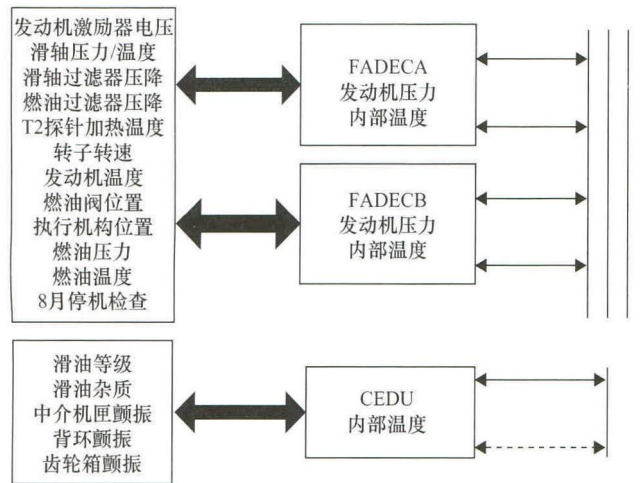 发动机激励器电压
滑轴压力/温度
滑轴过滤器压降
燃油过滤器压降
T2探针加热温度
转子转速
发动机温度
燃油阀位置
执行机构位置
燃油压力
燃油温度
8月停机检查
FADECA
发动机压力
内部温度
FADECB
发动机压力
内部温度
滑油等级
滑油杂质
中介机匣颤振
背环颤振
齿轮箱颤振
CEDU
内部温度